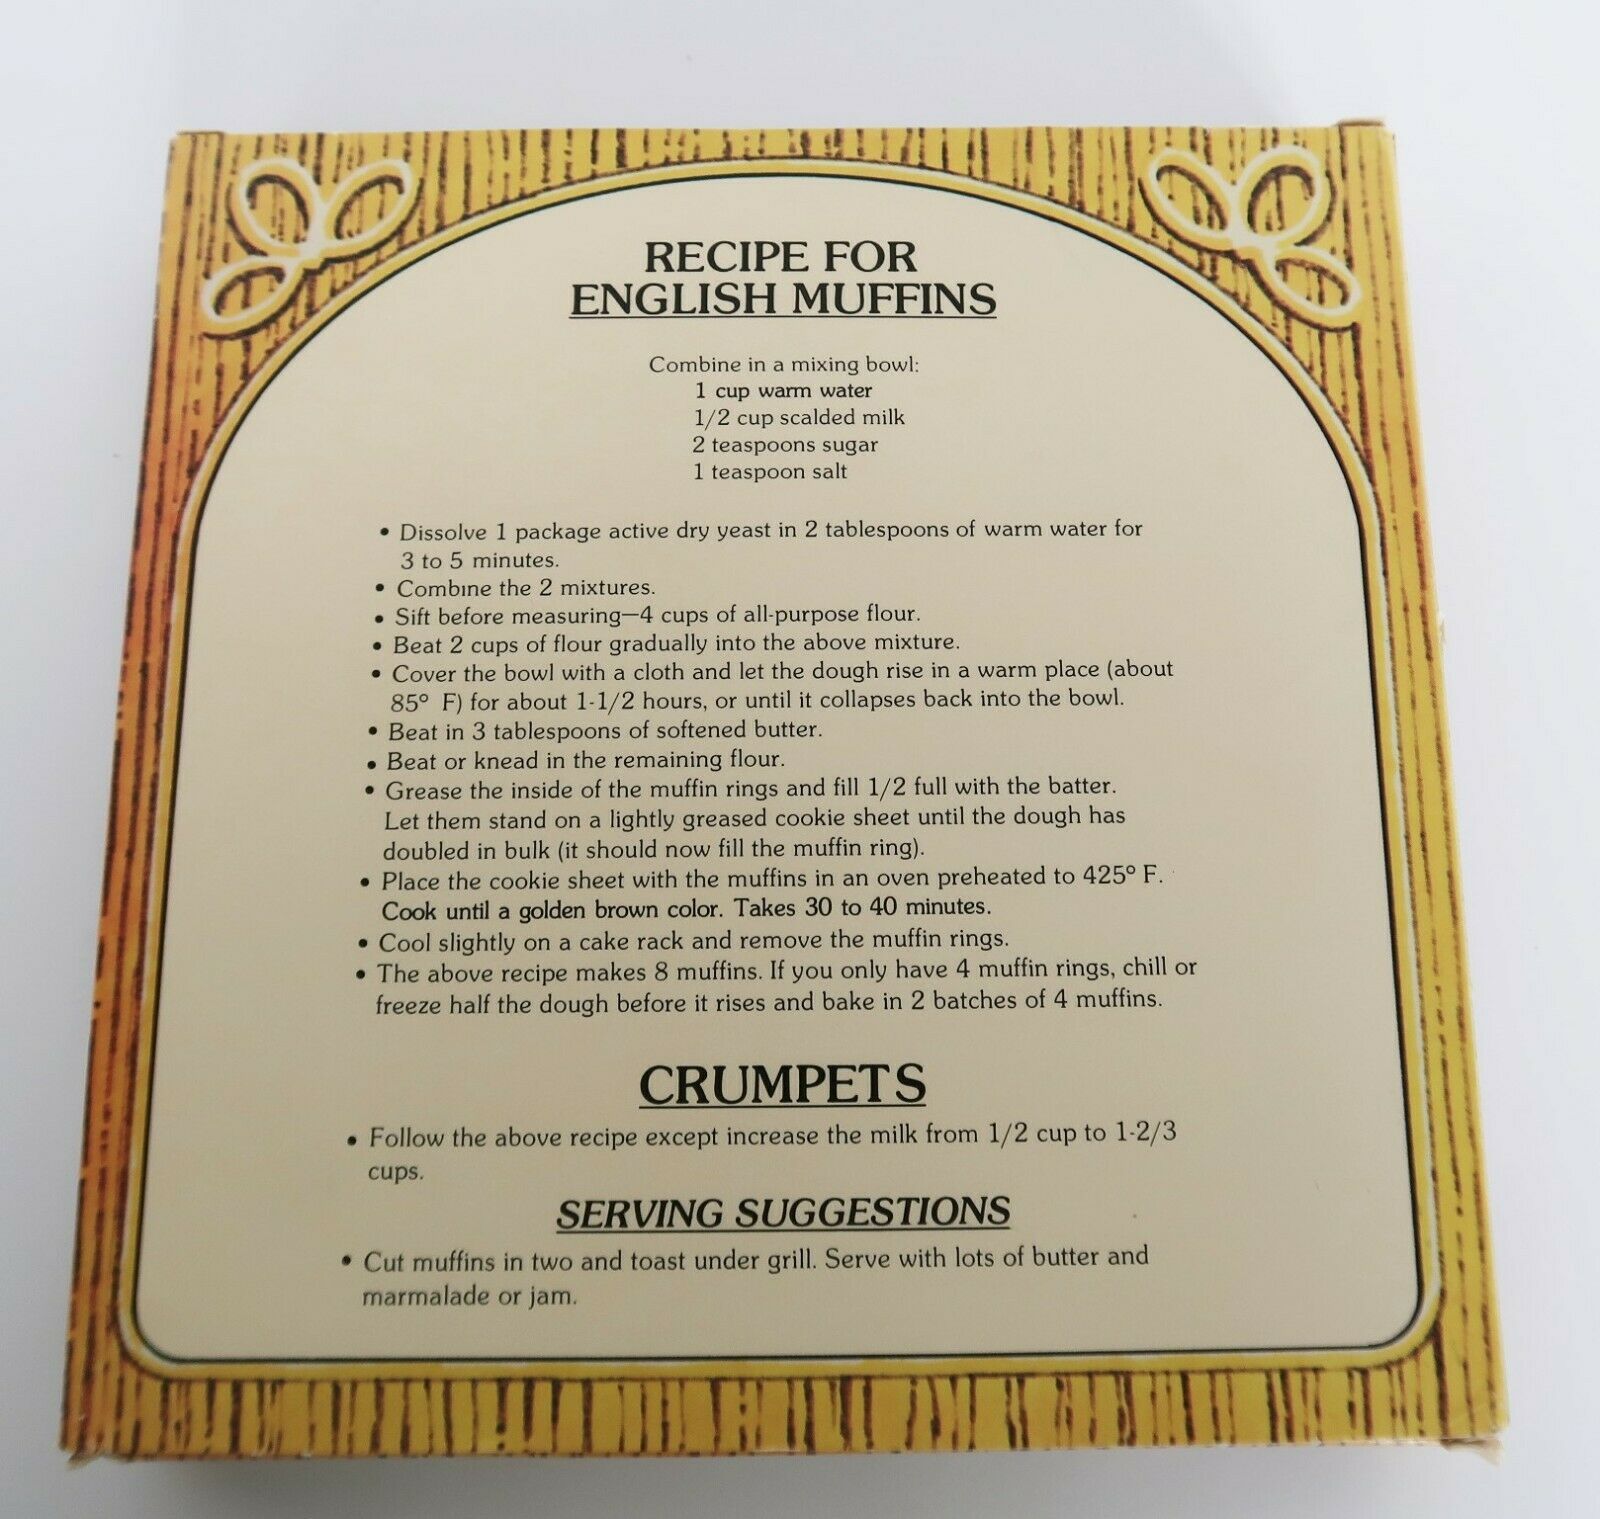 RECIPE FOR
ENGLISH MUFFINS
Combine in a mixing bowl:
1 cup warm water
1/2 cup scalded milk
2 teaspoons sugar
1 teaspoon salt
• Dissolve 1 package active dry yeast in 2 tablespoons of warm water for
3 to 5 minutes.
• Combine the 2 mixtures.
• Sift before measuring—4 cups of all-purpose flour.
• Beat 2 cups of flour gradually into the above mixture.
• Cover the bowl with a cloth and let the dough rise in a warm place (about
85° F) for about 1-1/2 hours, or until it collapses back into the bowl.
• Beat in 3 tablespoons of softened butter.
• Beat or knead in the remaining flour.
• Grease the inside of the muffin rings and fill 1/2 full with the batter.
Let them stand on a lightly greased cookie sheet until the dough has
doubled in bulk (it should now fill the muffin ring).
• Place the cookie sheet with the muffins in an oven preheated to 425° F.
Cook until a golden brown color. Takes 30 to 40 minutes.
• Cool slightly on a cake rack and remove the muffin rings.
• The above recipe makes 8 muffins. If you only have 4 muffin rings, chill or
freeze half the dough before it rises and bake in 2 batches of 4 muffins.
CRUMPETS
• Follow the above recipe except increase the milk from 1/2 cup to 1-2/3
cups.
SERVING SUGGESTIONS
• Cut muffins in two and toast under grill. Serve with lots of butter and
marmalade or jam.